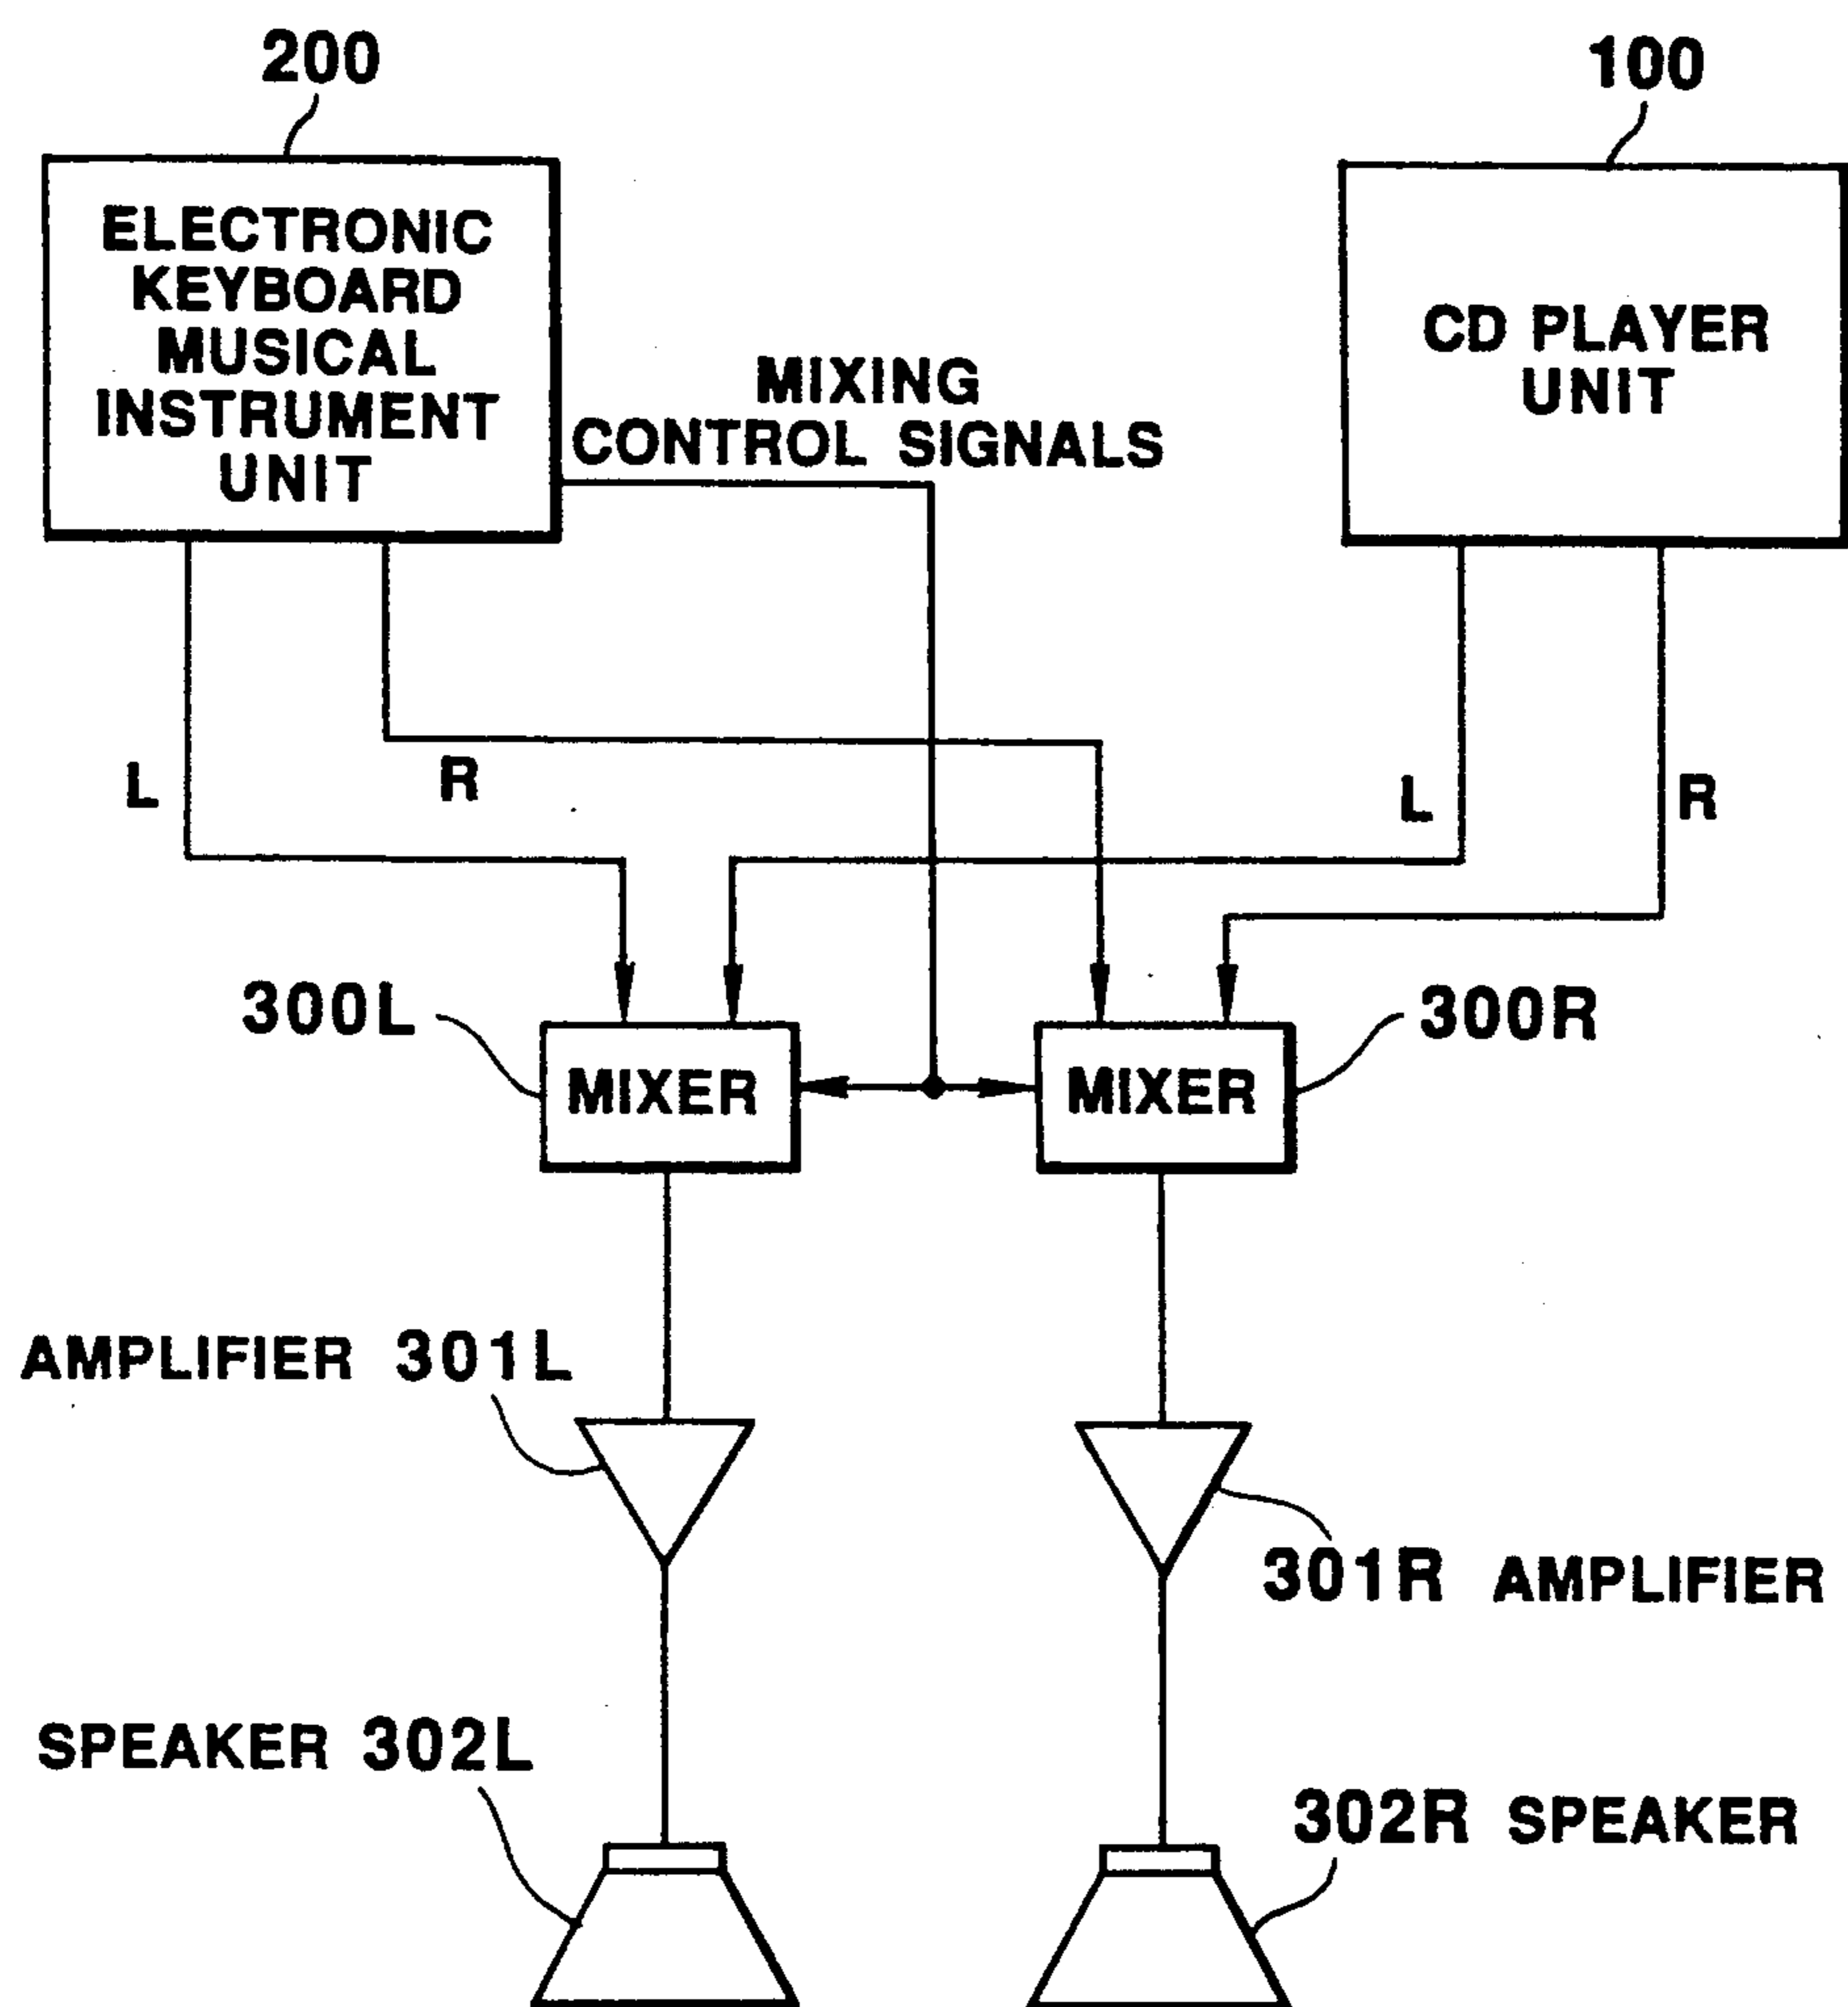 200
100
ELECTRONIC
KEYBOARD
MUSICAL
INSTRUMENT
UNIT
CD PLAYER
UNIT
MIXING
CONTROL SIGNALS
L
R
L
R
300L
300R
MIXER
MIXER
AMPLIFIER 301L
301R AMPLIFIER
SPEAKER 302L
302R SPEAKER